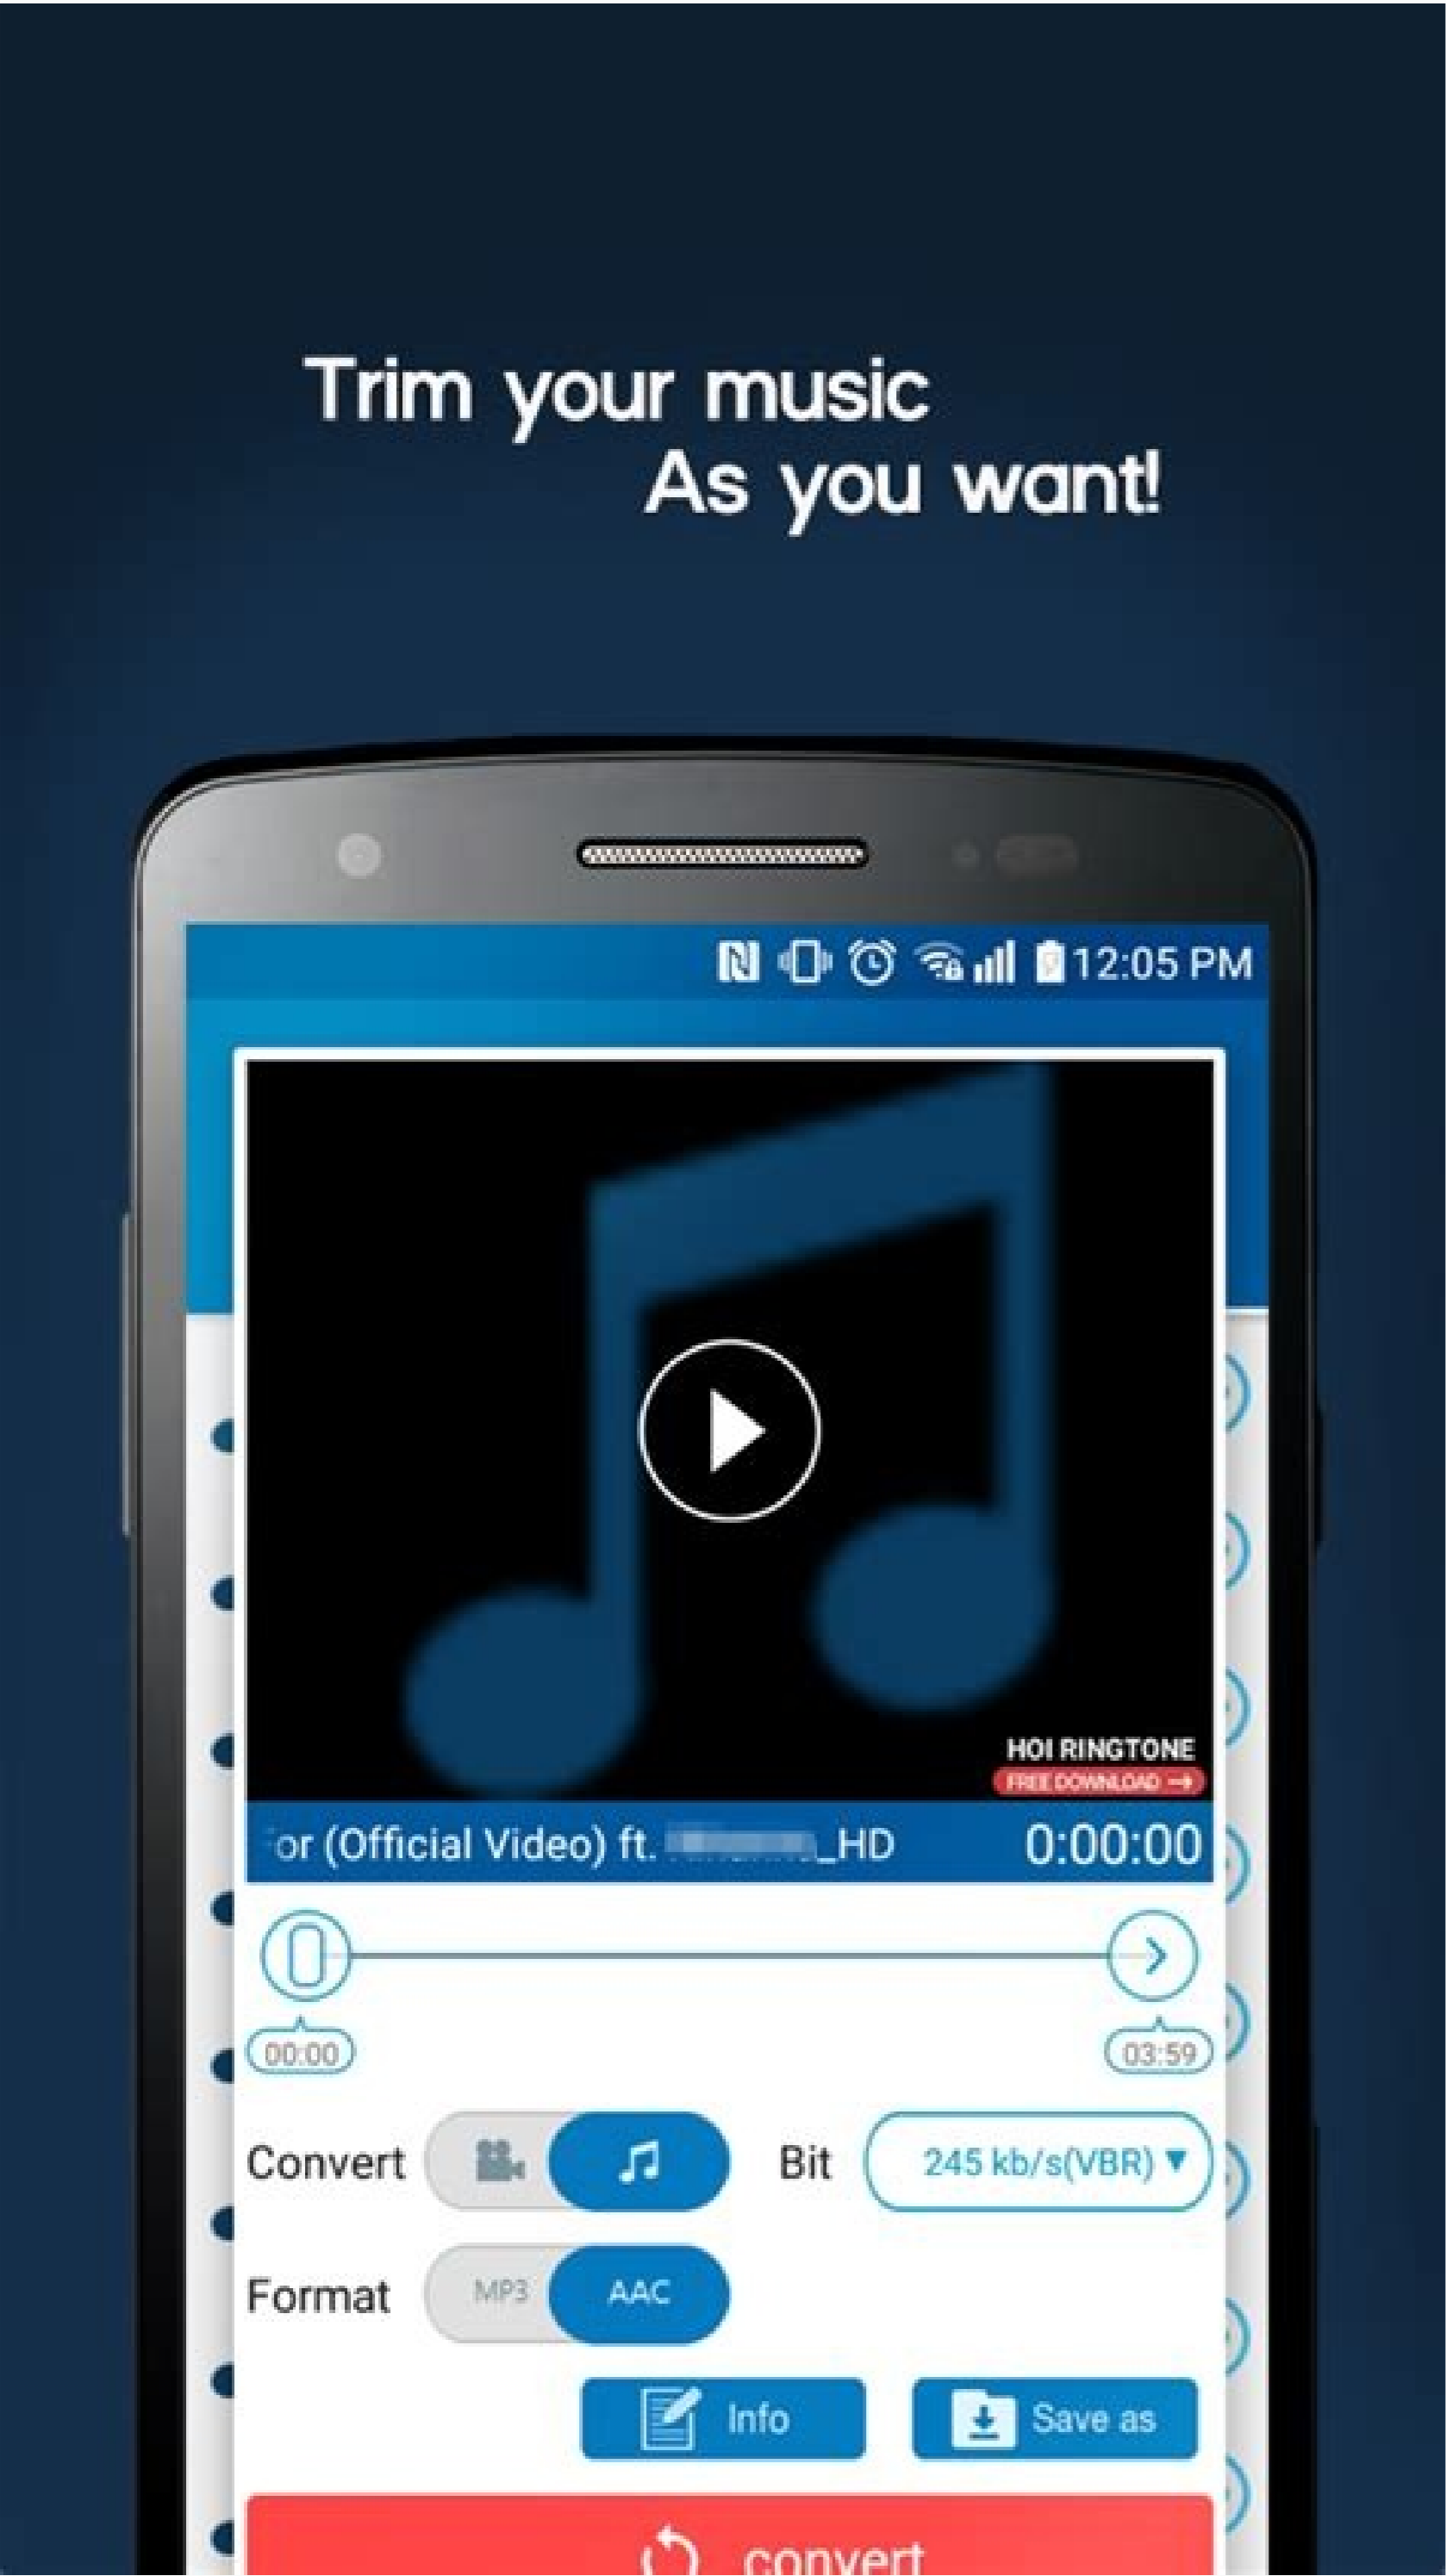 Trim your music
As you want!
12:05 PM
HOI RINGTONE
FREE DOWNLOAD →
or (Official Video) ft. _HD 0:00:00
00:00 03:59
Convert Bit 245 kb/s(VBR) ▼
Format MP3 AAC
Info Save as
convert